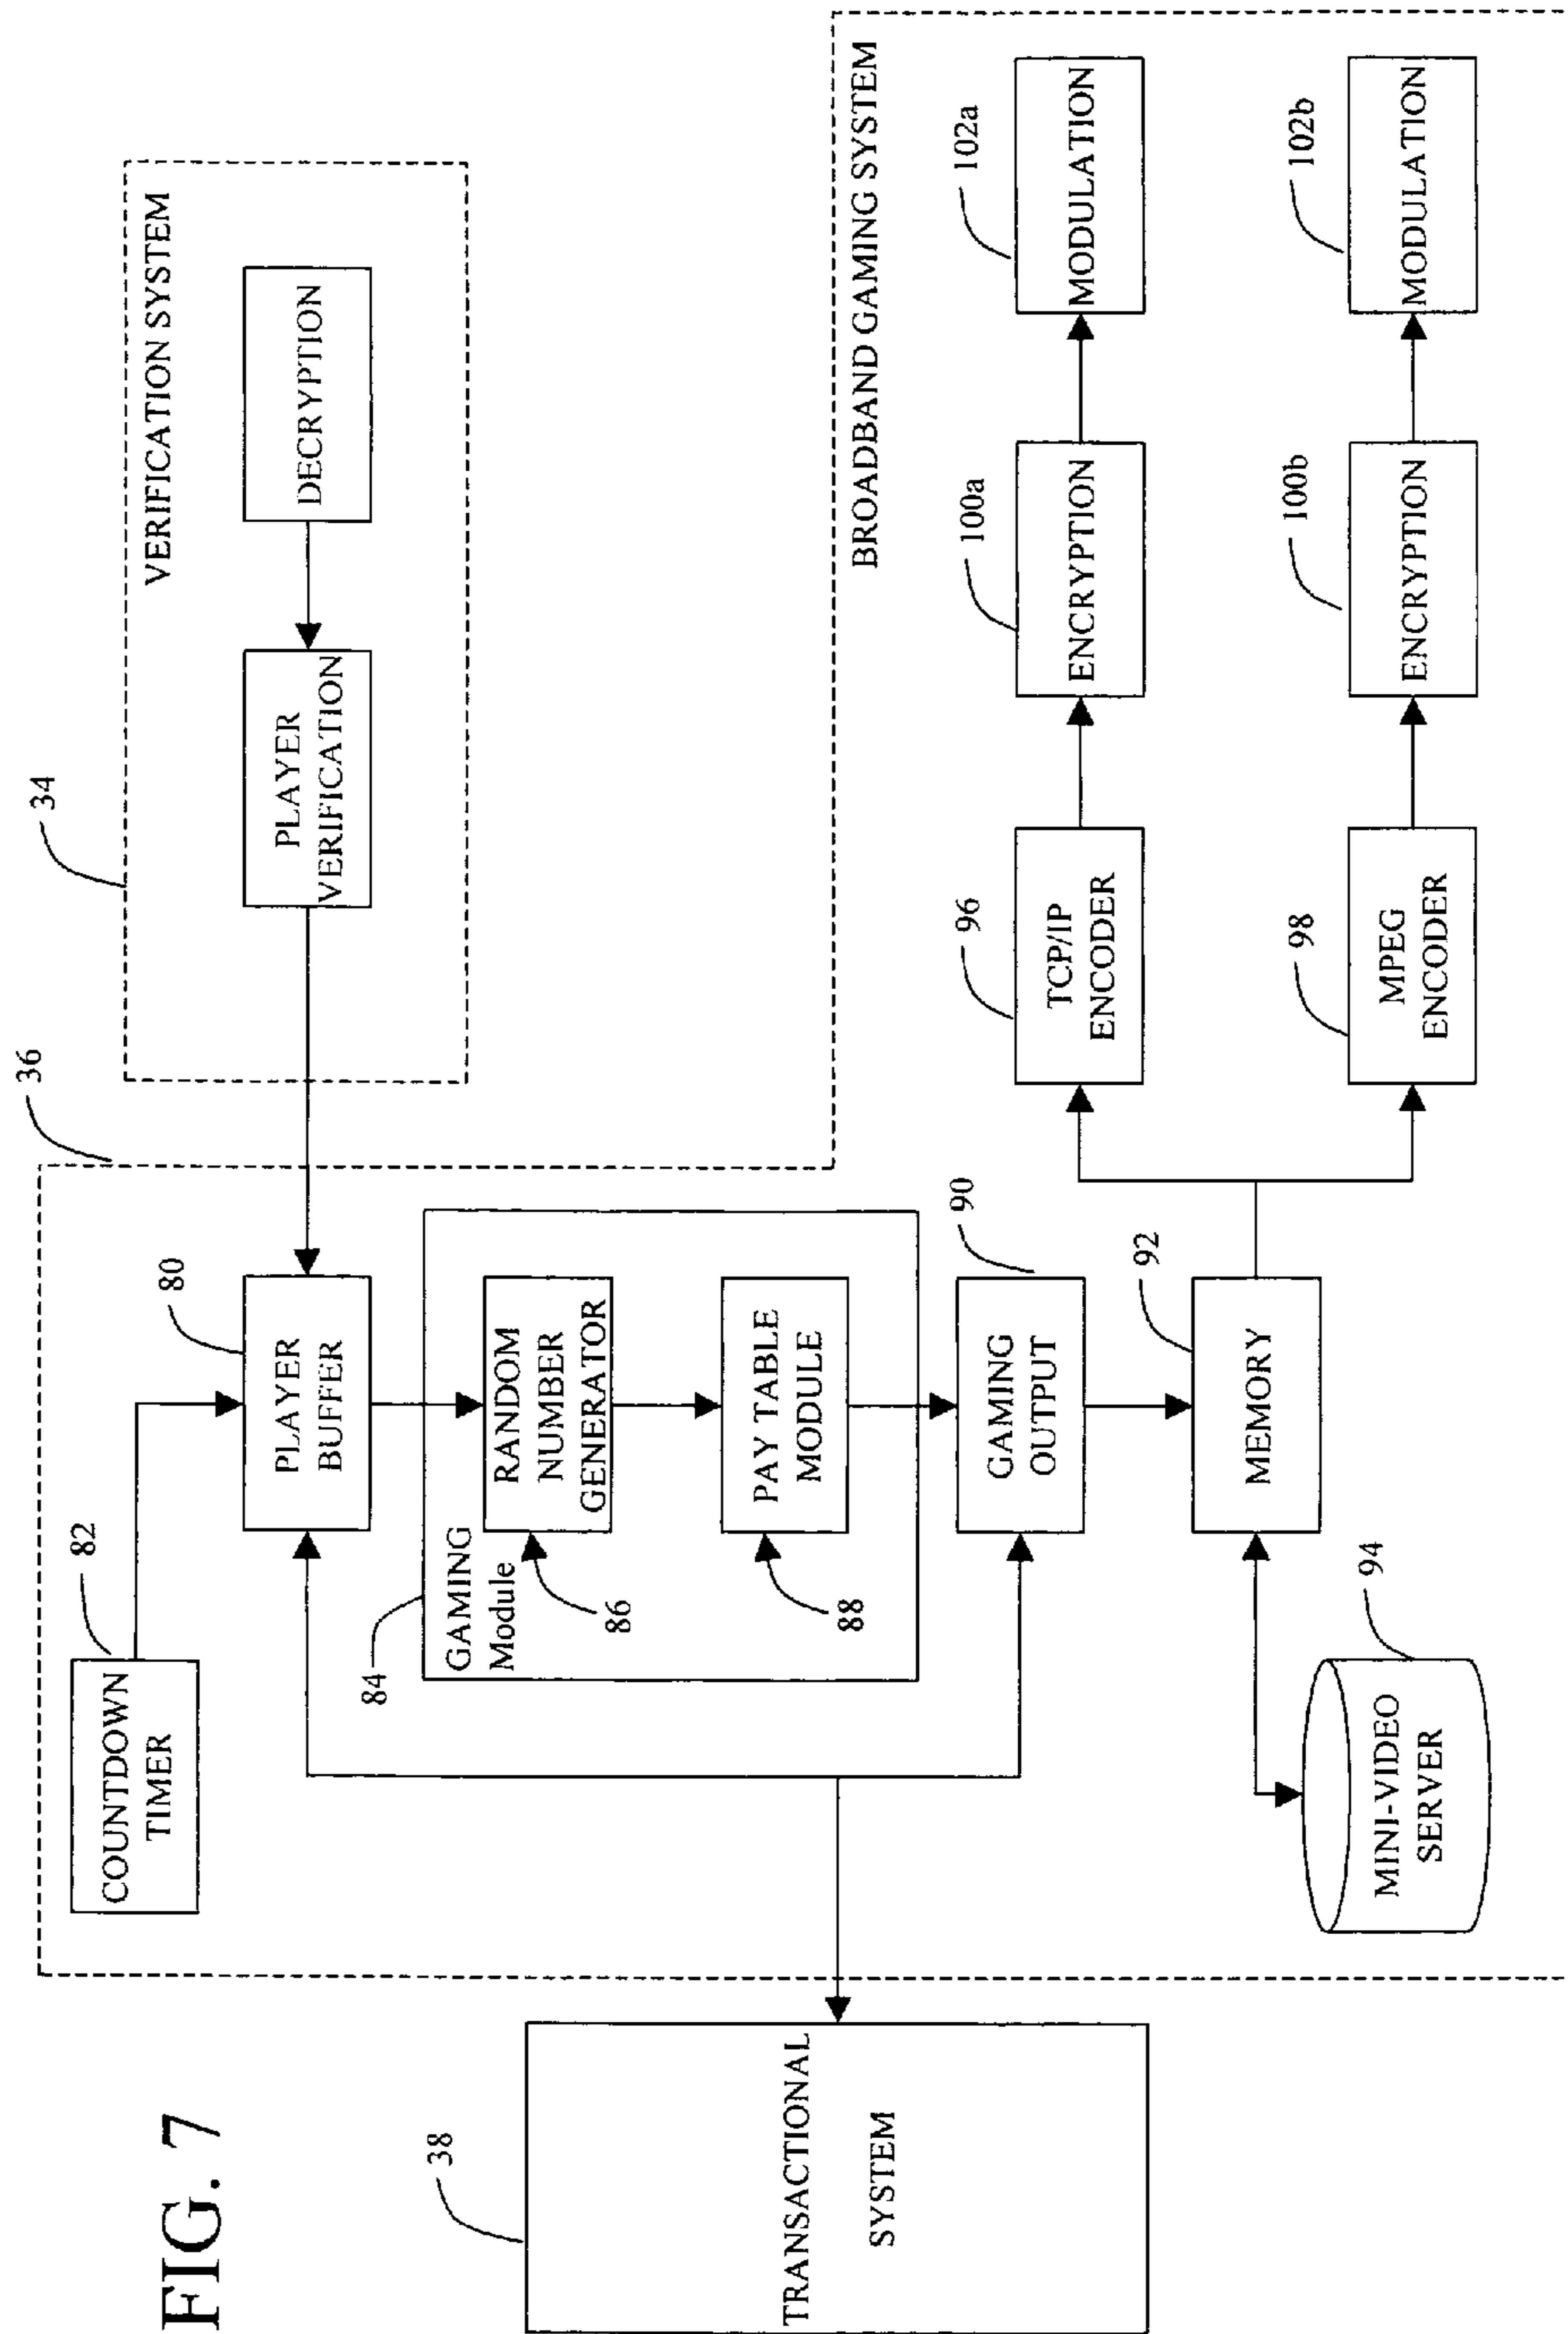 FIG. 7
38
TRANSACTIONAL
SYSTEM
36
COUNTDOWN
TIMER
82
PLAYER
BUFFER
80
84
GAMING
Module
RANDOM
NUMBER
GENERATOR
86
PAY TABLE
MODULE
88
GAMING
OUTPUT
90
MEMORY
92
MINI-VIDEO
SERVER
94
34
VERIFICATION SYSTEM
PLAYER
VERIFICATION
DECRYPTION
BROADBAND GAMING SYSTEM
96
TCP/IP
ENCODER
100a
ENCRYPTION
102a
MODULATION
98
MPEG
ENCODER
100b
ENCRYPTION
102b
MODULATION